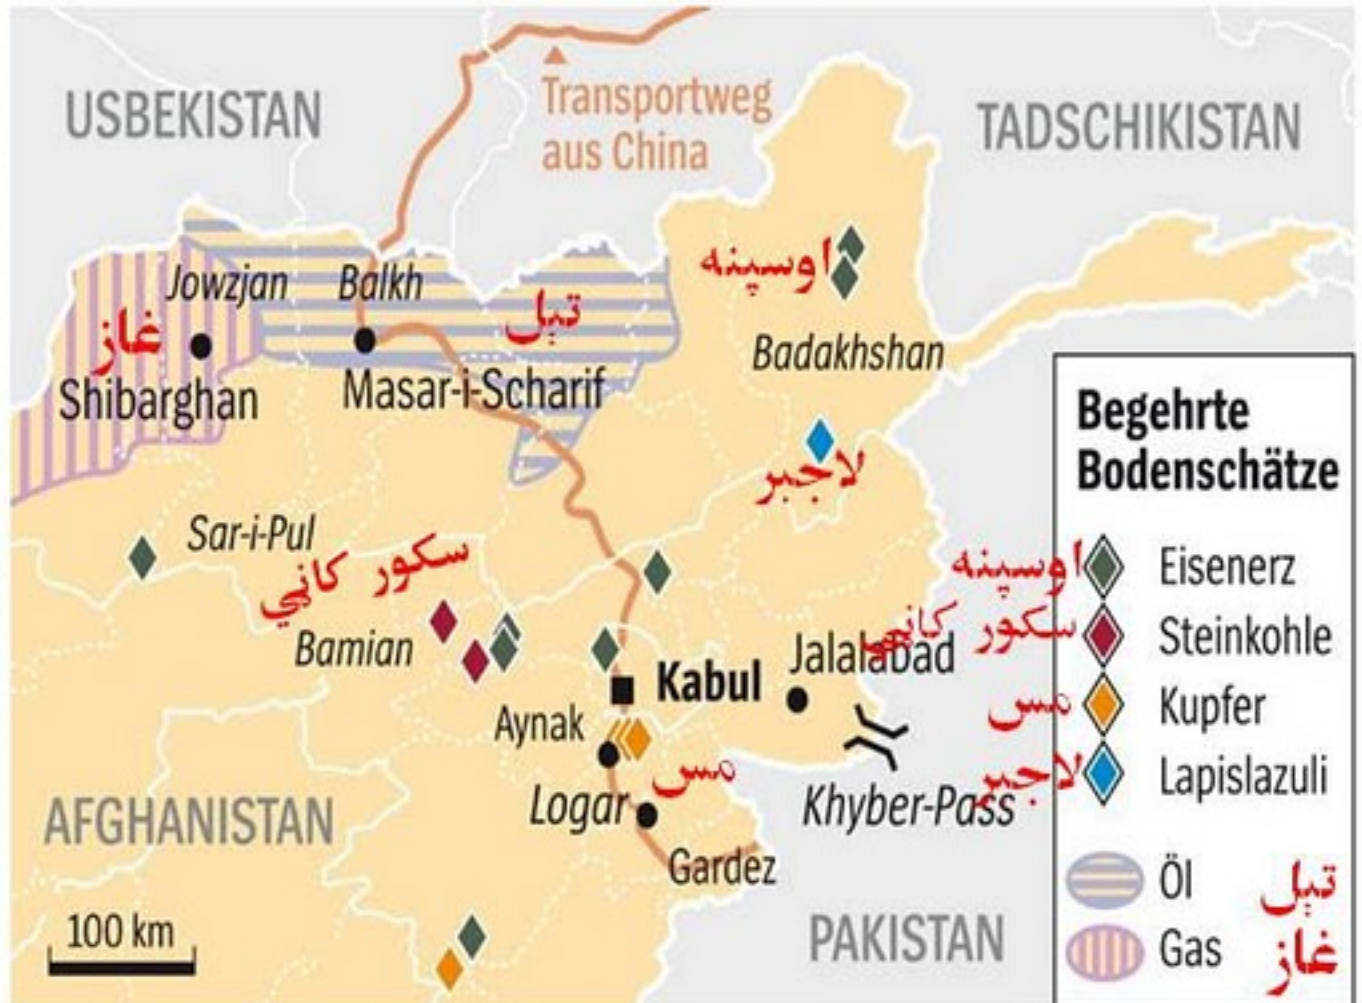 USBEKISTAN
Transportweg
aus China
TADSCHIKISTAN
اوسپنه
Jowzjan
Balkh
غاز
تېل
Badakhshan
Shibarghan
Masar-i-Scharif
لاجبر
Sar-i-Pul
سکور کاڼي
Bamian
Kabul
Jalalabad
Aynak
مس
Logar
Khyber-Pass
AFGHANISTAN
Gardez
100 km
PAKISTAN
Begehrte
Bodenschätze
اوسپنه Eisenerz
سکور کاڼي Steinkohle
مس Kupfer
لاجبر Lapislazuli
Öl تېل
Gas غاز